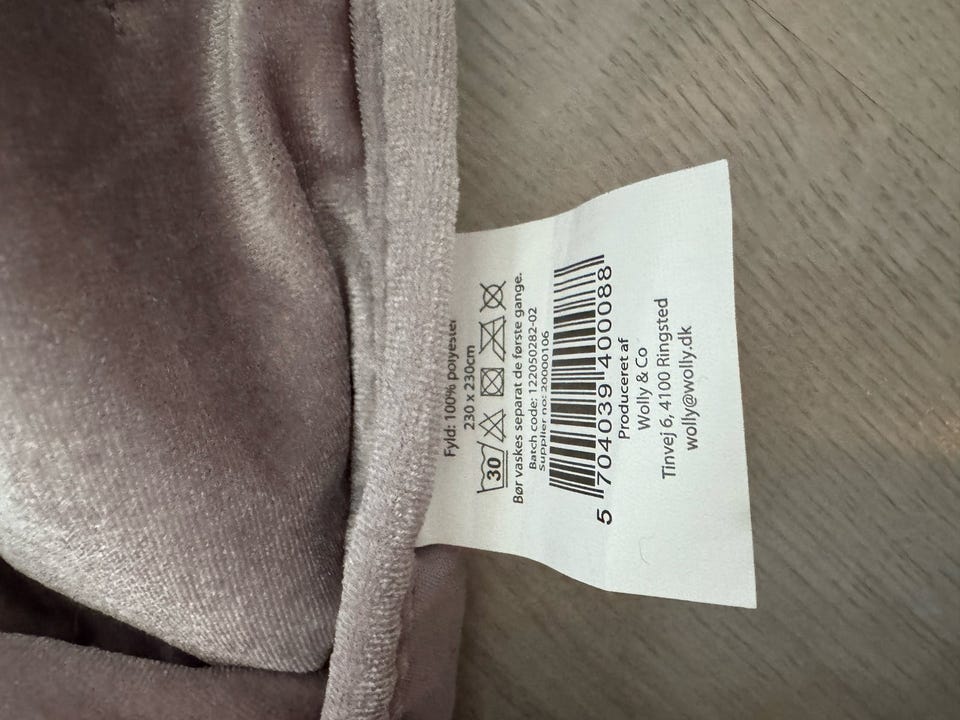 Fyld: 100% polyester
230 x 230cm
30
Bør vaskes separat de første gange.
Batch code: 122050282-02
Supplier no: 20000106
5 704039 400088
Produceret af
Wolly & Co
Tinvej 6, 4100 Ringsted
wolly@wolly.dk